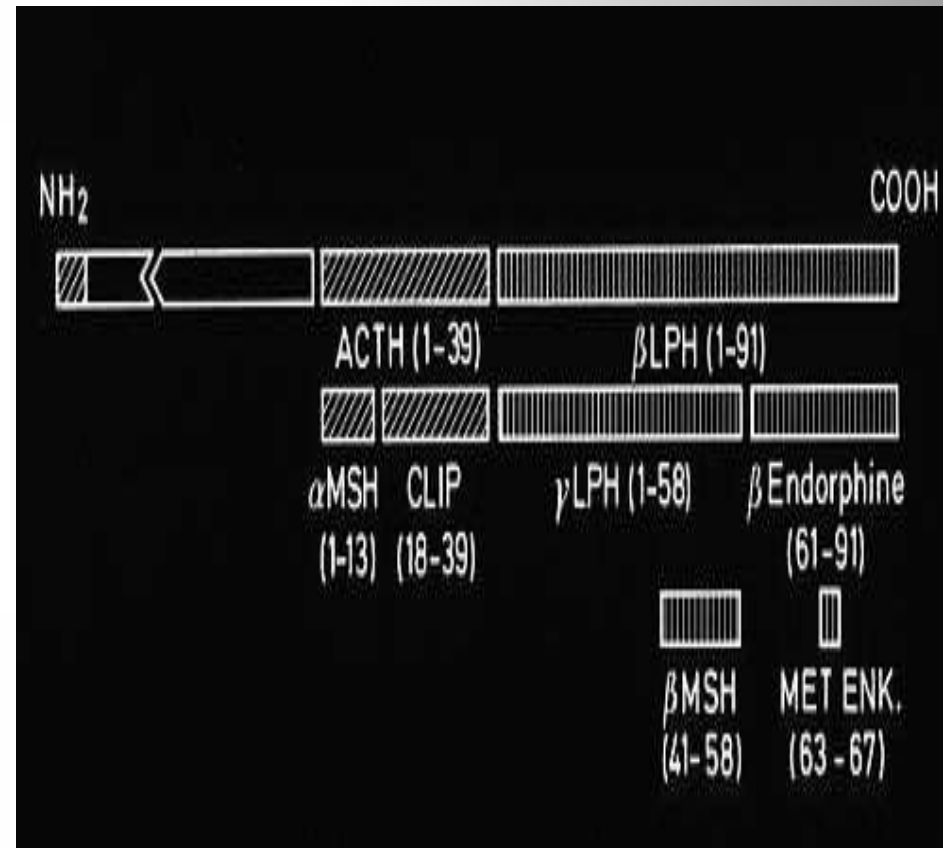 NH2
COOH
ACTH (1-39)
βLPH (1-91)
αMSH
(1-13)
CLIP
(18-39)
γLPH (1-58)
βEndorphine
(61-91)
βMSH
(41-58)
MET ENK.
(63-67)